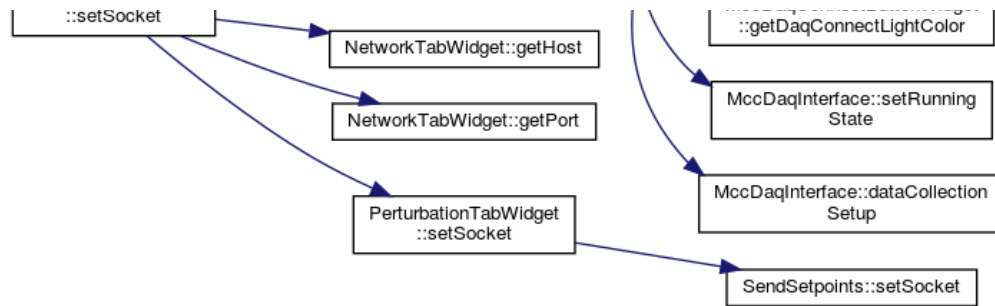 ::setSocket
NetworkTabWidget::getHost
NetworkTabWidget::getPort
PerturbationTabWidget
::setSocket
::getDaqConnectLightColor
MccDaqInterface::setRunning
State
MccDaqInterface::dataCollection
Setup
SendSetpoints::setSocket